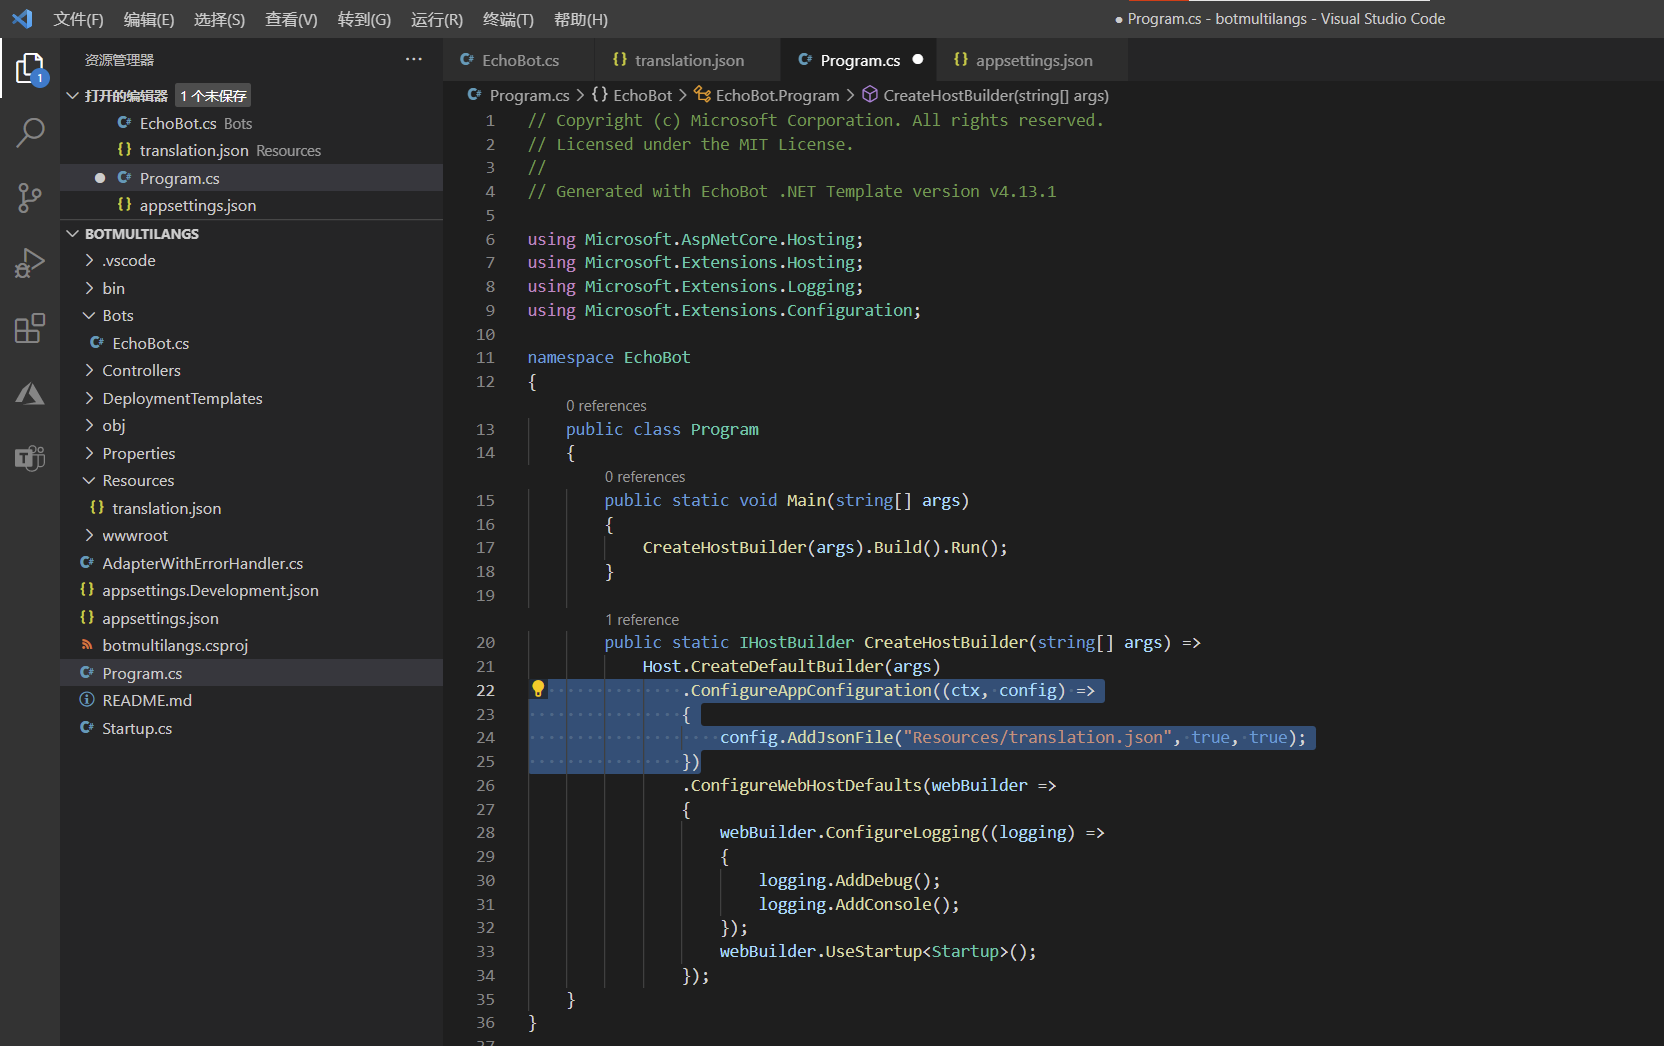 文件(F) 编辑(E) 选择(S) 查看(V) 转到(G) 运行(R) 终端(T) 帮助(H) ● Program.cs - botmultilangs - Visual Studio Code
1
资源管理器 ···
打开的编辑器 1 个未保存
C# EchoBot.cs Bots
{} translation.json Resources
● C# Program.cs
{} appsettings.json
BOTMULTILANGS
.vscode
bin
Bots
C# EchoBot.cs
Controllers
DeploymentTemplates
obj
Properties
Resources
{} translation.json
wwwroot
C# AdapterWithErrorHandler.cs
{} appsettings.Development.json
{} appsettings.json
botmultilangs.csproj
C# Program.cs
README.md
C# Startup.cs
C# EchoBot.cs {} translation.json C# Program.cs ● {} appsettings.json
C# Program.cs > {} EchoBot > EchoBot.Program > CreateHostBuilder(string[] args)
1 // Copyright (c) Microsoft Corporation. All rights reserved.
2 // Licensed under the MIT License.
3 //
4 // Generated with EchoBot .NET Template version v4.13.1
5
6 using Microsoft.AspNetCore.Hosting;
7 using Microsoft.Extensions.Hosting;
8 using Microsoft.Extensions.Logging;
9 using Microsoft.Extensions.Configuration;
10
11 namespace EchoBot
12 {
0 references
13 public class Program
14 {
0 references
15 public static void Main(string[] args)
16 {
17 CreateHostBuilder(args).Build().Run();
18 }
19
1 reference
20 public static IHostBuilder CreateHostBuilder(string[] args) =>
21 Host.CreateDefaultBuilder(args)
22 .ConfigureAppConfiguration((ctx, config) =>
23 {
24 config.AddJsonFile("Resources/translation.json", true, true);
25 })
26 .ConfigureWebHostDefaults(webBuilder =>
27 {
28 webBuilder.ConfigureLogging((logging) =>
29 {
30 logging.AddDebug();
31 logging.AddConsole();
32 });
33 webBuilder.UseStartup<Startup>();
34 });
35 }
36 }
37